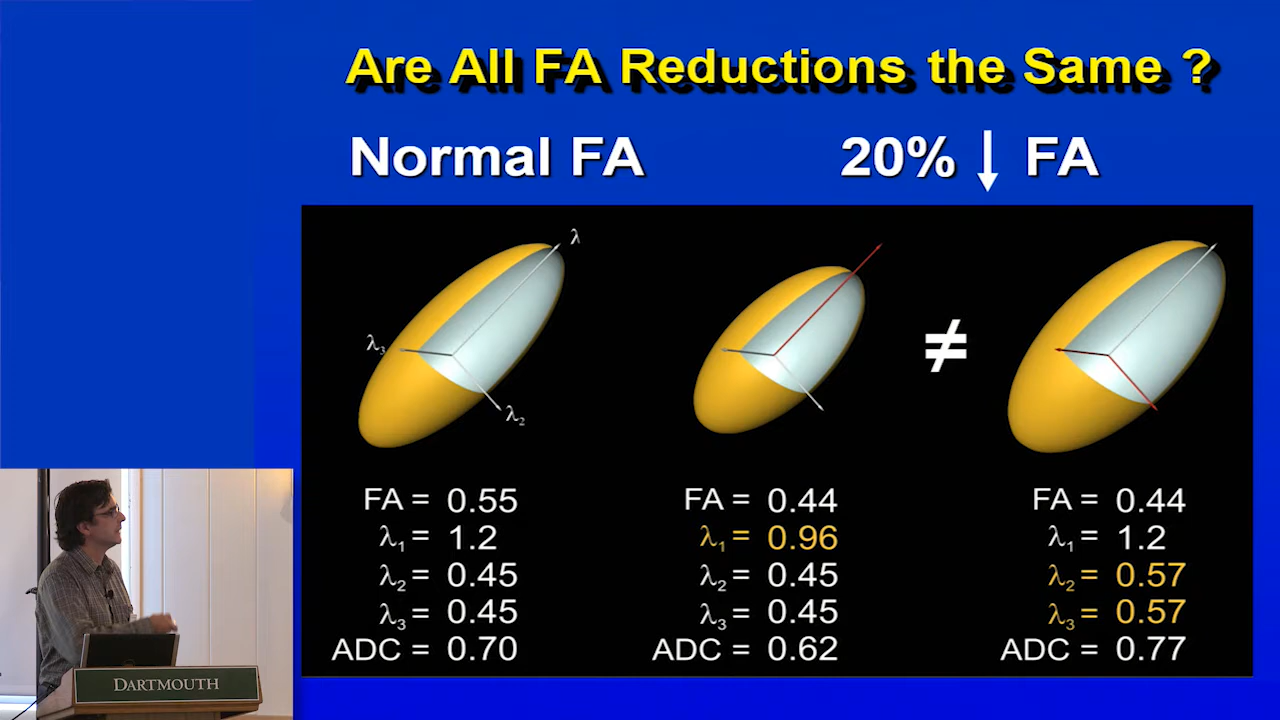 Are All FA Reductions the Same ?
Normal FA
20% ↓ FA
λ
λ3
λ2
≠
FA = 0.55
λ1 = 1.2
λ2 = 0.45
λ3 = 0.45
ADC = 0.70
FA = 0.44
λ1 = 0.96
λ2 = 0.45
λ3 = 0.45
ADC = 0.62
FA = 0.44
λ1 = 1.2
λ2 = 0.57
λ3 = 0.57
ADC = 0.77
DARTMOUTH